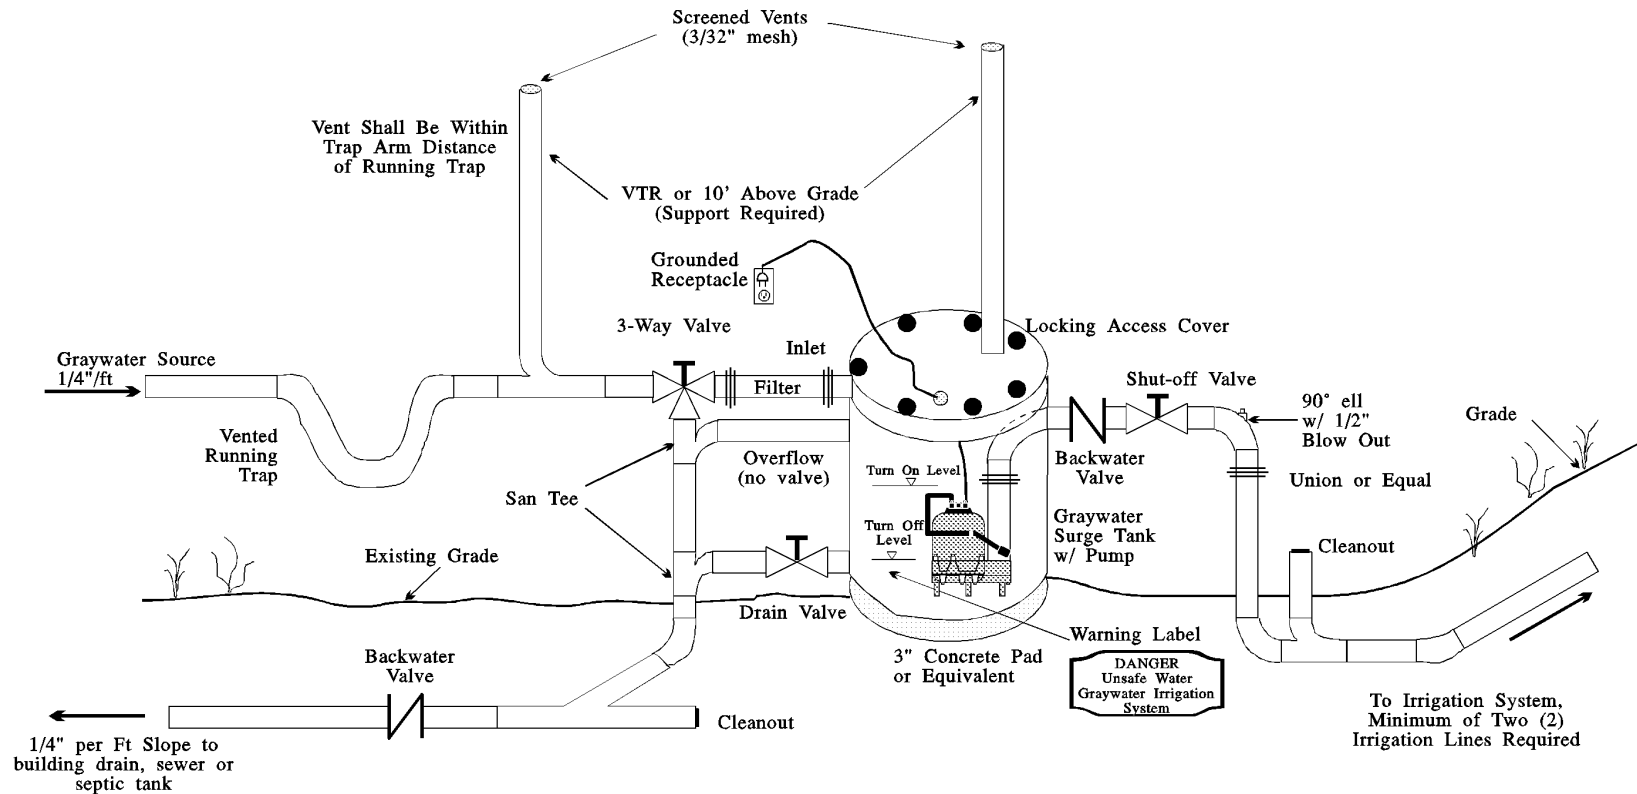 Screened Vents
(3/32" mesh)
Vent Shall Be Within
Trap Arm Distance
of Running Trap
VTR or 10' Above Grade
(Support Required)
Grounded
Receptacle
3-Way Valve
Inlet
Locking Access Cover
Graywater Source
1/4"/ft
Filter
Shut-off Valve
90° ell
w/ 1/2"
Blow Out
Grade
Vented
Running
Trap
Overflow
(no valve)
Turn On Level
Backwater
Valve
Union or Equal
San Tee
Turn Off
Level
Graywater
Surge Tank
w/ Pump
Cleanout
Existing Grade
Drain Valve
Warning Label
Backwater
Valve
3" Concrete Pad
or Equivalent
DANGER
Unsafe Water
Graywater Irrigation
System
Cleanout
To Irrigation System,
Minimum of Two (2)
Irrigation Lines Required
1/4" per Ft Slope to
building drain, sewer or
septic tank